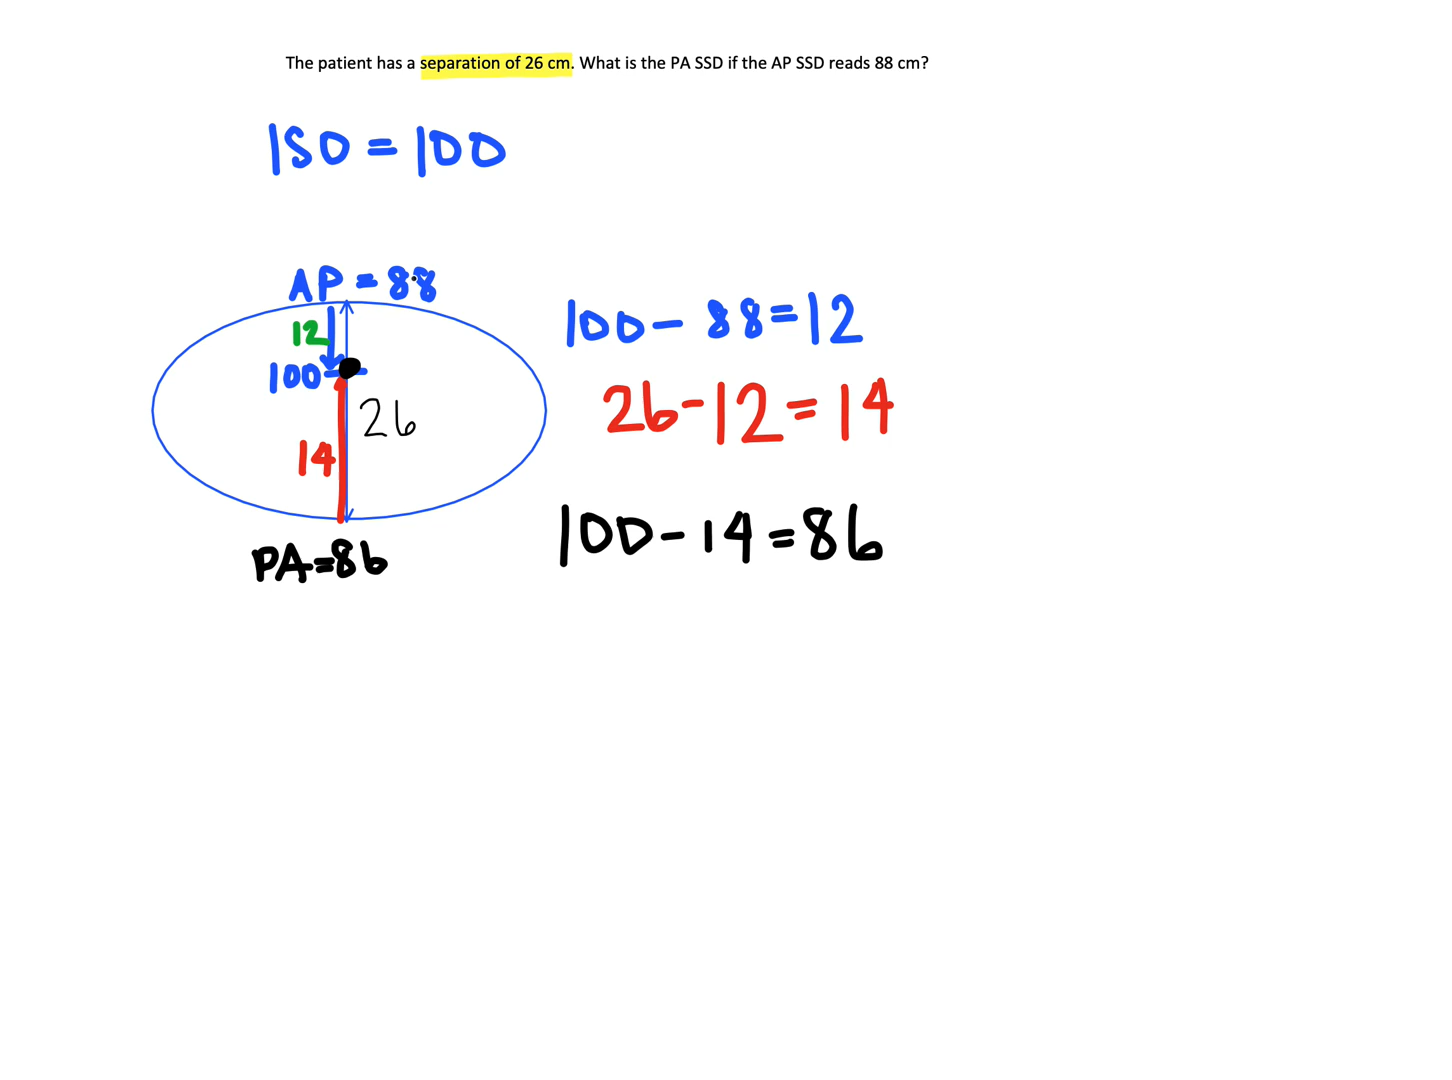 The patient has a separation of 26 cm. What is the PA SSD if the AP SSD reads 88 cm?
ISO = 100
AP = 88
12
100
26
14
PA=86
100 - 88 = 12
26 - 12 = 14
100 - 14 = 86